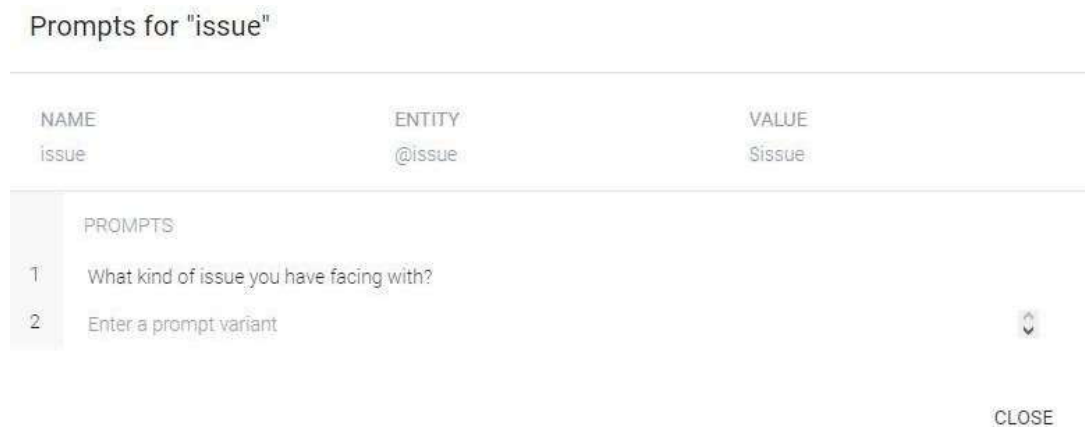 Prompts for "issue"
NAME ENTITY VALUE
issue @issue $issue
PROMPTS
1 What kind of issue you have facing with?
2 Enter a prompt variant
CLOSE